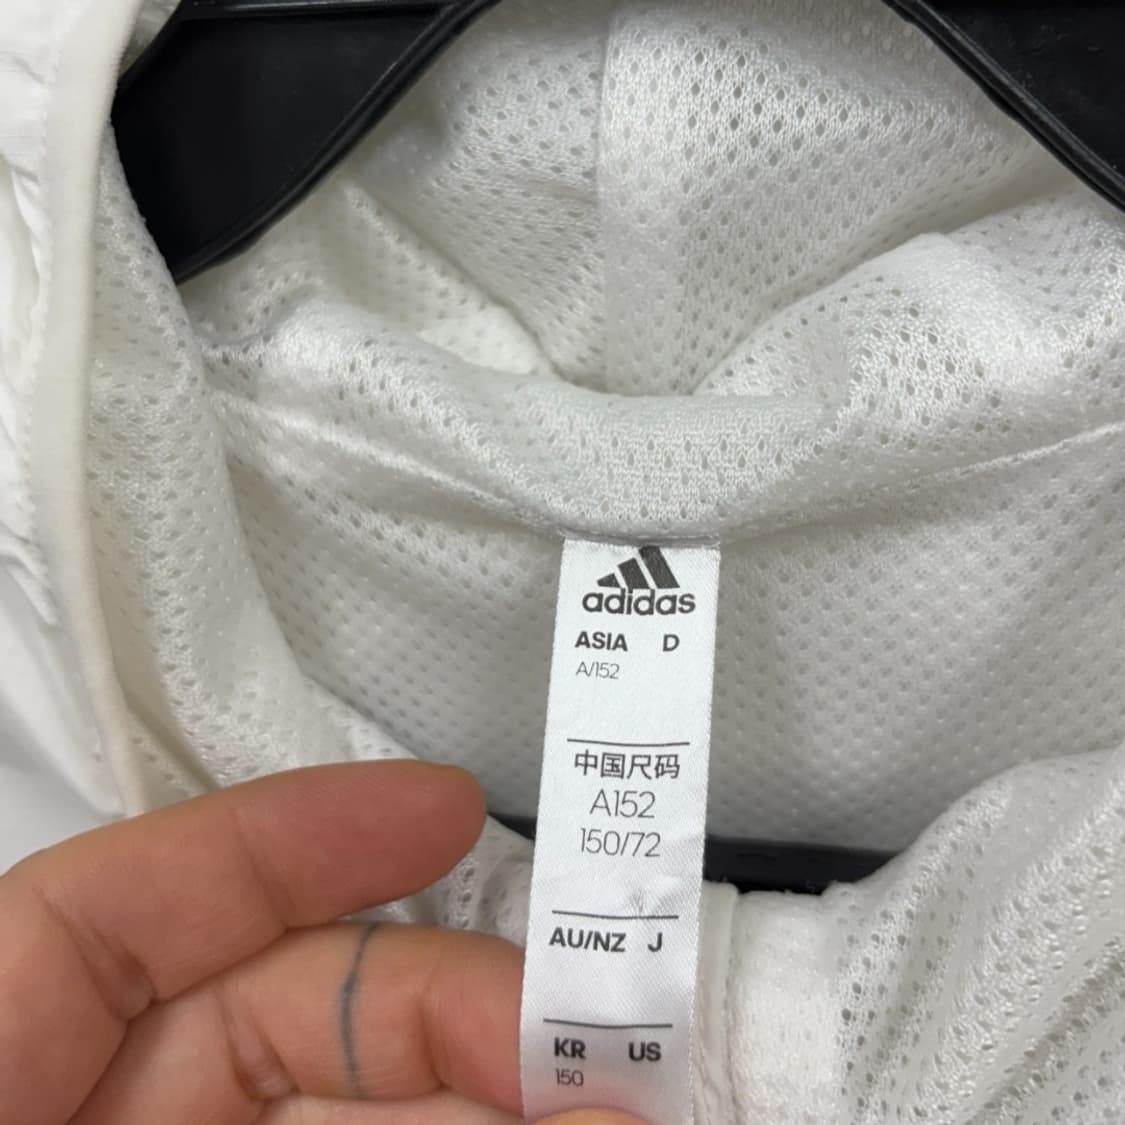 adidas
ASIA D
A/152
中国尺码
A152
150/72
AU/NZ J
KR US
150